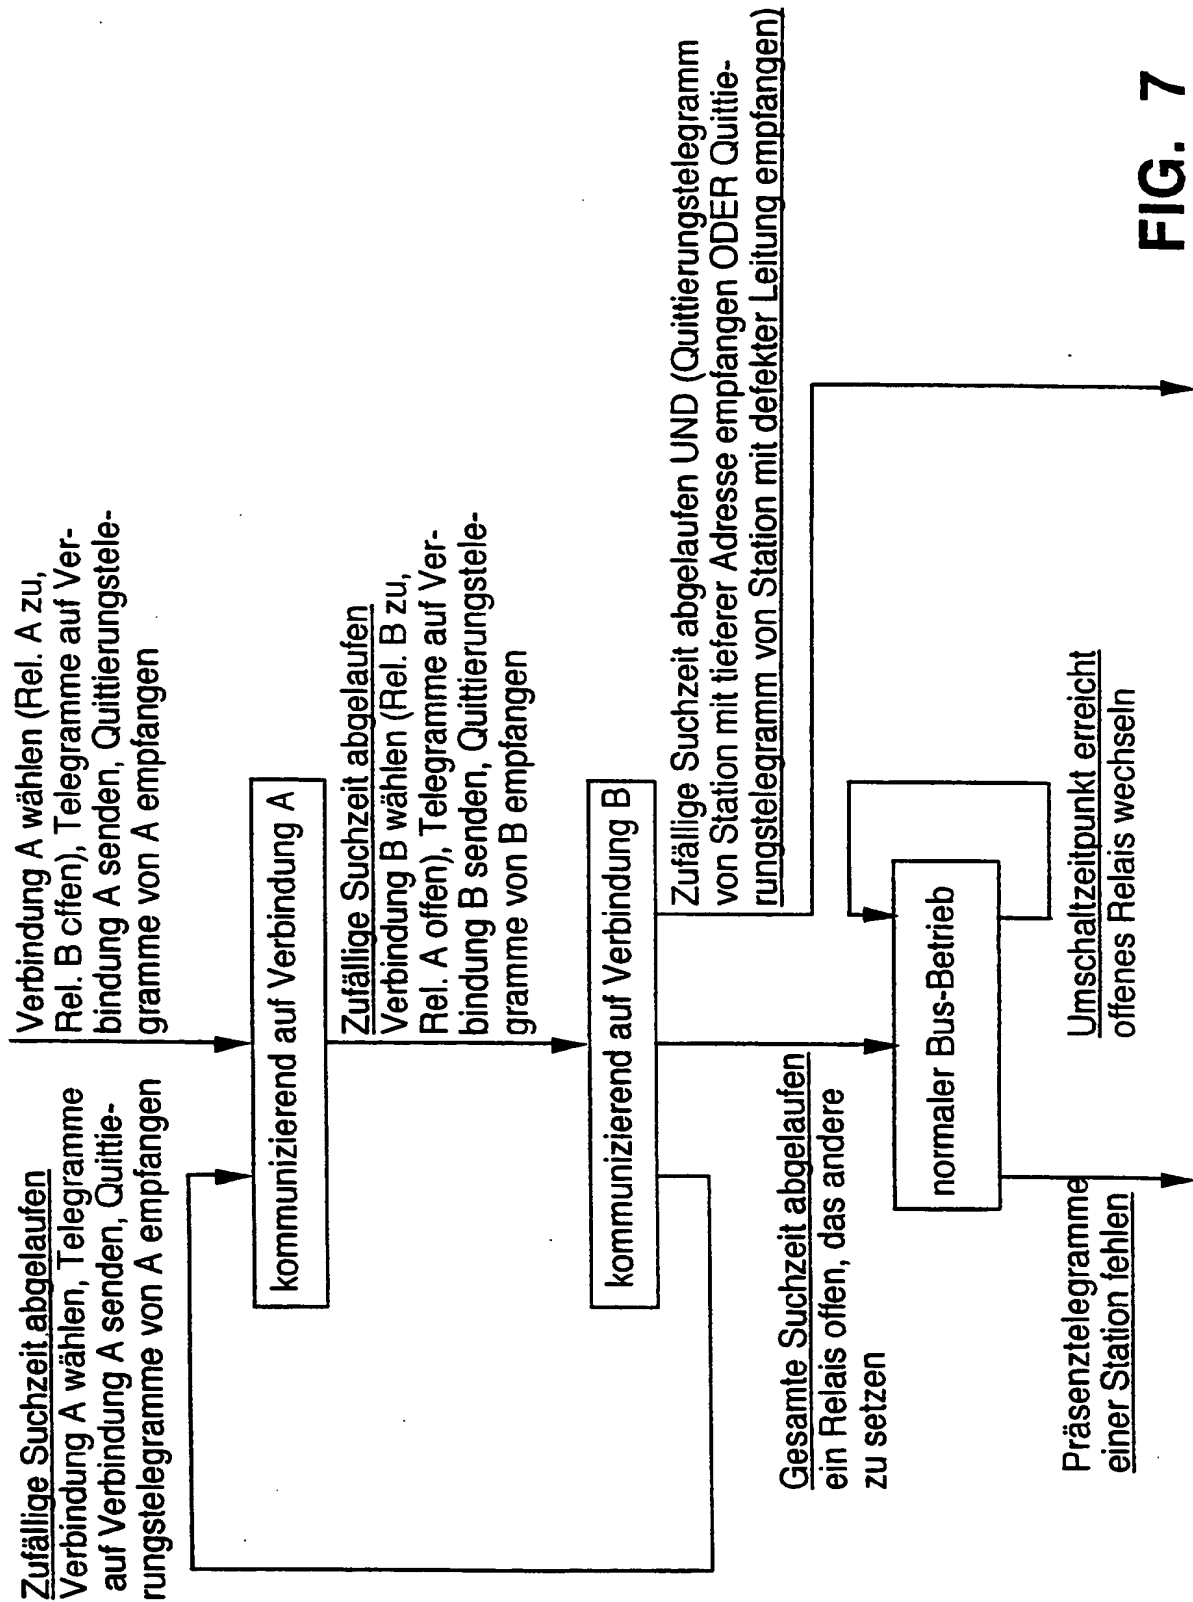 Verbindung A wählen (Rel. A zu,
Rel. B cffen), Telegramme auf Ver-
bindung A senden, Quittierungstele-
gramme von A empfangen
Zufällige Suchzeit abgelaufen
Verbindung A wählen, Telegramme
auf Verbindung A senden, Quittie-
rungstelegramme von A empfangen
kommunizierend auf Verbindung A
Zufällige Suchzeit abgelaufen
Verbindung B wählen (Rel. B zu,
Rel. A offen), Telegramme auf Ver-
bindung B senden, Quittierungstele-
gramme von B empfangen
kommunizierend auf Verbindung B
Zufällige Suchzeit abgelaufen UND (Quittierungstelegramm
von Station mit tieferer Adresse empfangen ODER Quittie-
rungstelegramm von Station mit defekter Leitung empfangen)
Gesamte Suchzeit abgelaufen
ein Relais offen, das andere
zu setzen
normaler Bus-Betrieb
Umschaltzeitpunkt erreicht
offenes Relais wechseln
Präsenztelegramme
einer Station fehlen
FIG. 7